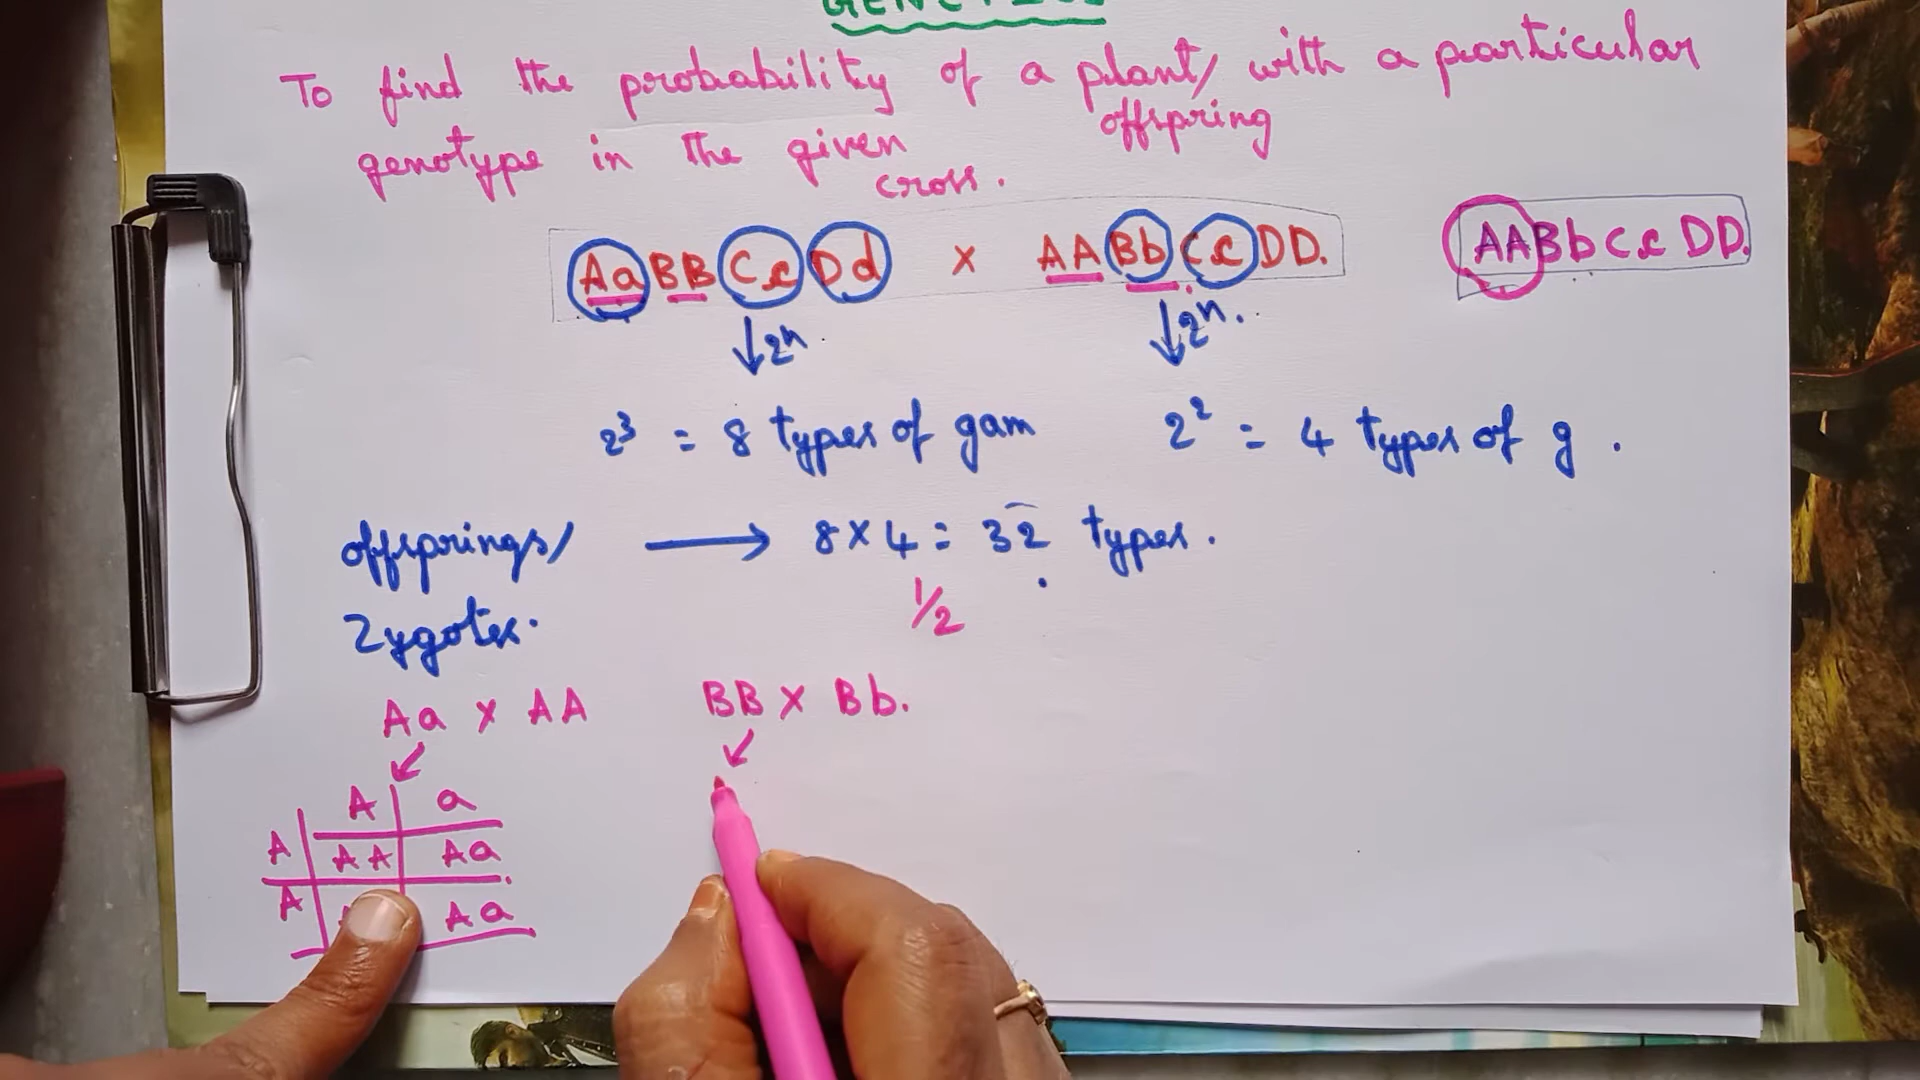 GENETICS
To find the probability of a plant/ with a particular
offspring
genotype in the given
cross.
AaBBCcDd x AABbCcDD.
AABbCcDD.
↓2n ↓2n.
2³ = 8 types of gam 2² = 4 types of g.
offsprings/ → 8x4 = 32 types.
Zygotes.
1/2
Aa x AA BB x Bb.
A a
A AA Aa
A Aa